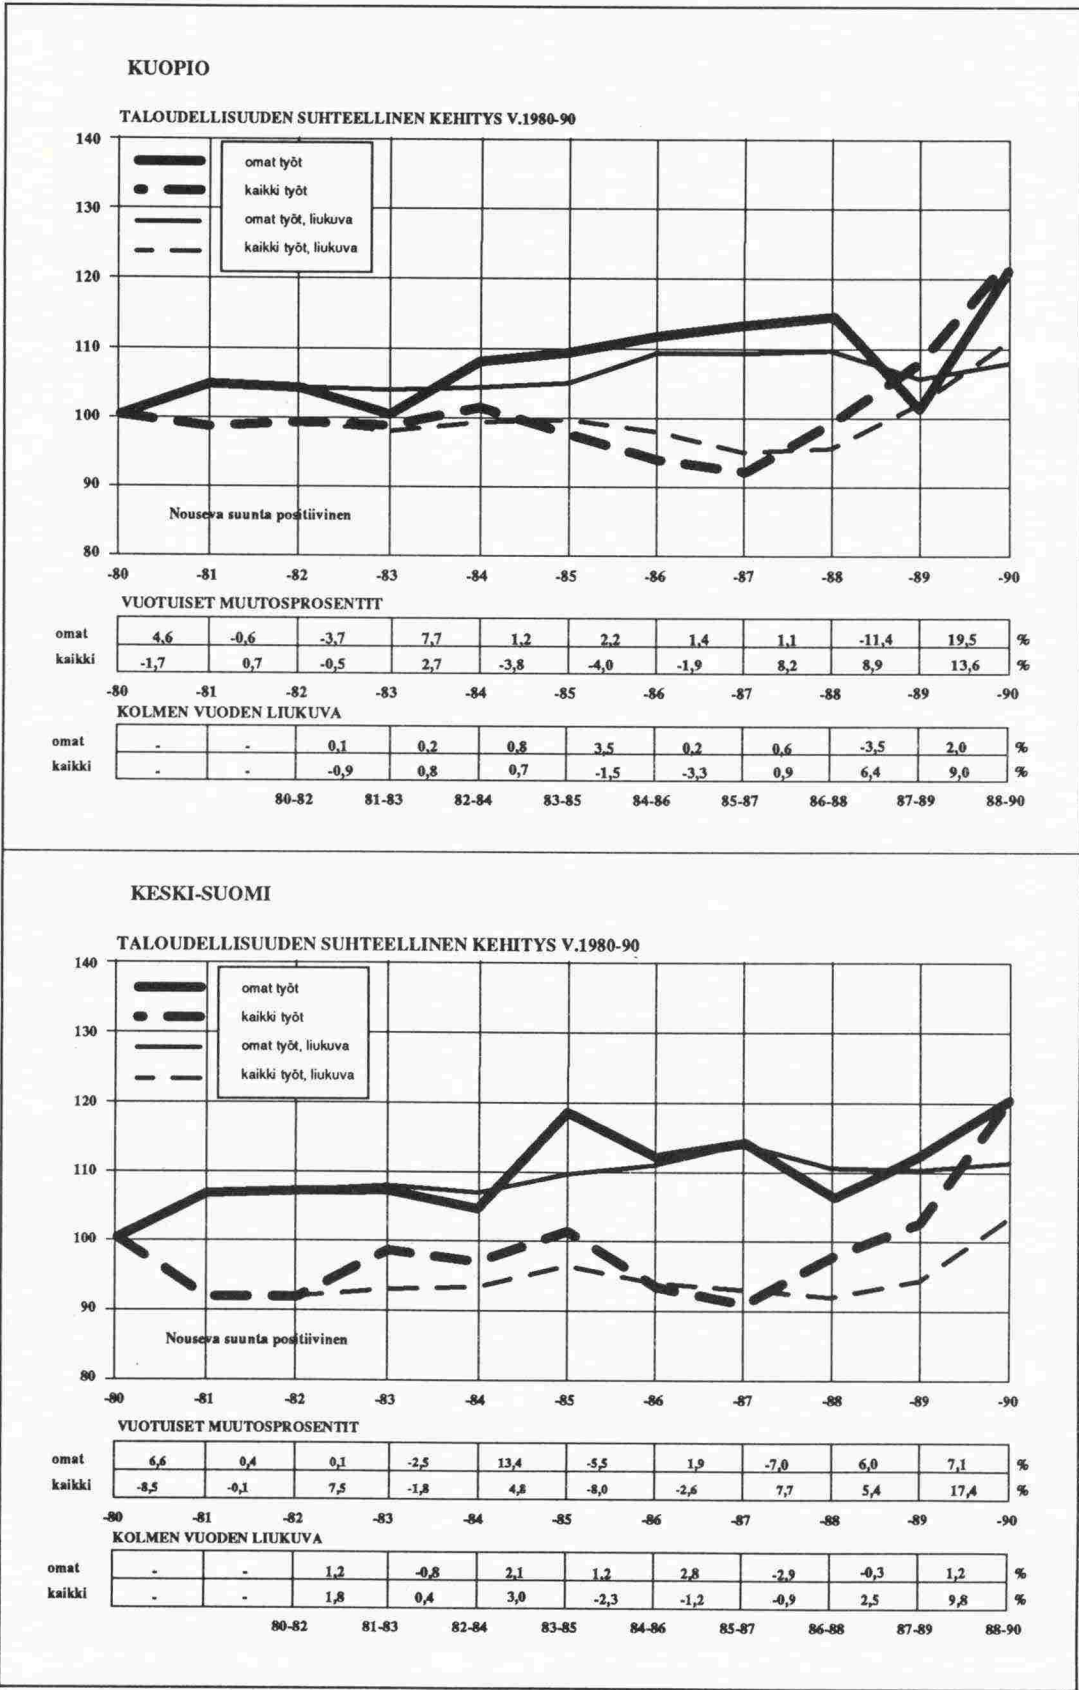 KUOPIO
TALOUDELLISUUDEN SUHTEELLINEN KEHITYS V.1980-90
140
omat työt
kaikki työt
130
omat työt, liukuva
kaikki työt, liukuva
120
110
100
90
Nouseva suunta positiivinen
80
-80 -81 -82 -83 -84 -85 -86 -87 -88 -89 -90
VUOTUISET MUUTOSPROSENTIT
omat 4,6 -0,6 -3,7 7,7 1,2 2,2 1,4 1,1 -11,4 19,5 %
kaikki -1,7 0,7 -0,5 2,7 -3,8 -4,0 -1,9 8,2 8,9 13,6 %
-80 -81 -82 -83 -84 -85 -86 -87 -88 -89 -90
KOLMEN VUODEN LIUKUVA
omat - - 0,1 0,2 0,8 3,5 0,2 0,6 -3,5 2,0 %
kaikki - - -0,9 0,8 0,7 -1,5 -3,3 0,9 6,4 9,0 %
80-82 81-83 82-84 83-85 84-86 85-87 86-88 87-89 88-90
KESKI-SUOMI
TALOUDELLISUUDEN SUHTEELLINEN KEHITYS V.1980-90
140
omat työt
kaikki työt
130
omat työt, liukuva
kaikki työt, liukuva
120
110
100
90
Nouseva suunta positiivinen
80
-80 -81 -82 -83 -84 -85 -86 -87 -88 -89 -90
VUOTUISET MUUTOSPROSENTIT
omat 6,6 0,4 0,1 -2,5 13,4 -5,5 1,9 -7,0 6,0 7,1 %
kaikki -8,5 -0,1 7,5 -1,8 4,8 -8,0 -2,6 7,7 5,4 17,4 %
-80 -81 -82 -83 -84 -85 -86 -87 -88 -89 -90
KOLMEN VUODEN LIUKUVA
omat - - 1,2 -0,8 2,1 1,2 2,8 -2,9 -0,3 1,2 %
kaikki - - 1,8 0,4 3,0 -2,3 -1,2 -0,9 2,5 9,8 %
80-82 81-83 82-84 83-85 84-86 85-87 86-88 87-89 88-90